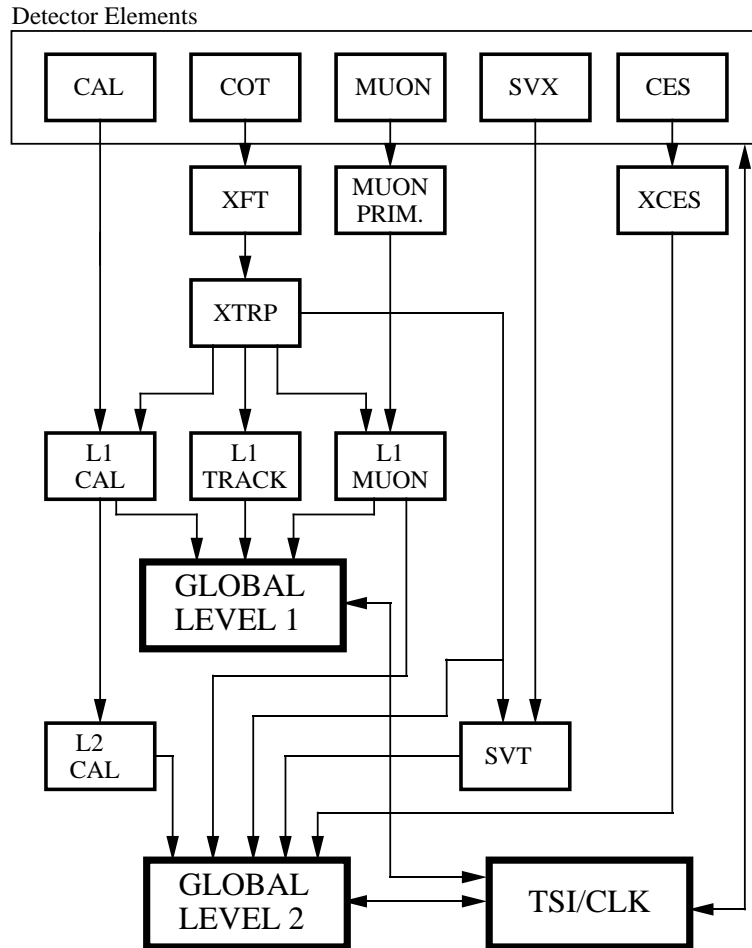 Detector Elements
CAL
COT
MUON
SVX
CES
XFT
MUON
PRIM.
XCES
XTRP
L1
CAL
L1
TRACK
L1
MUON
GLOBAL
LEVEL 1
L2
CAL
SVT
GLOBAL
LEVEL 2
TSI/CLK